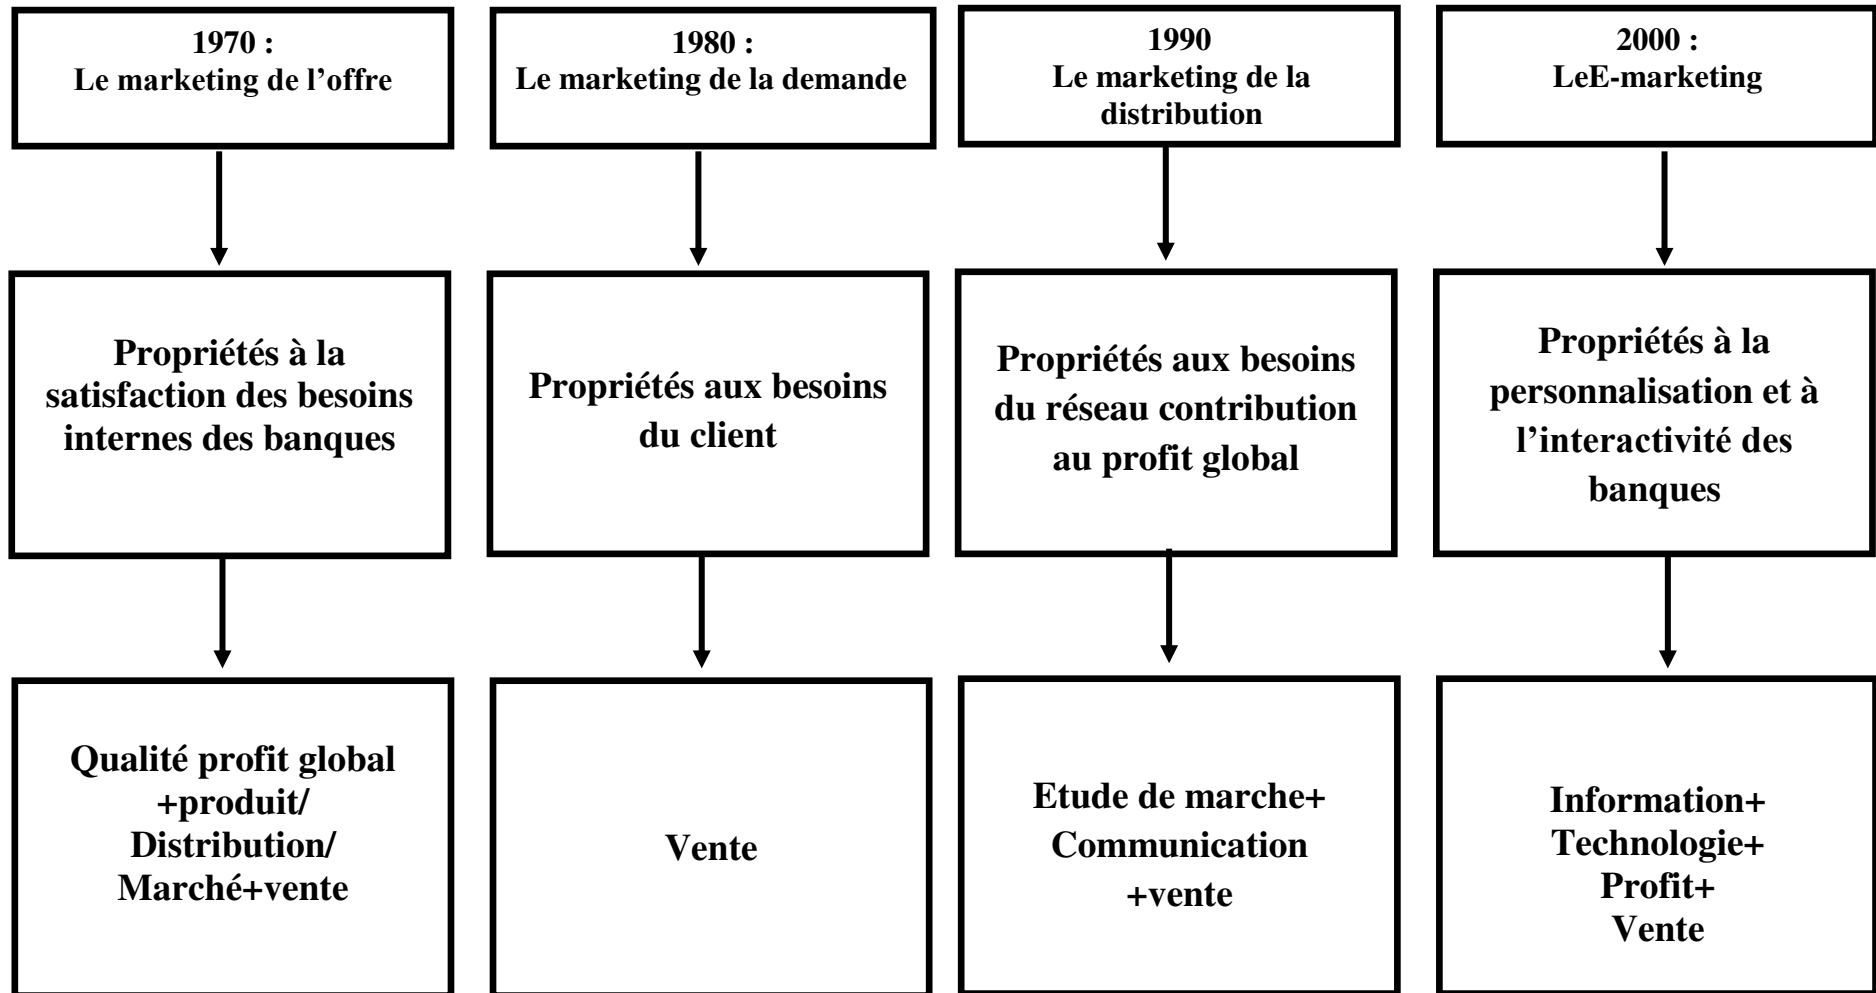 1970 :
Le marketing de l’offre
1980 :
Le marketing de la demande
1990
Le marketing de la
distribution
2000 :
LeE-marketing
Propriétés à la
satisfaction des besoins
internes des banques
Propriétés aux besoins
du client
Propriétés aux besoins
du réseau contribution
au profit global
Propriétés à la
personnalisation et à
l’interactivité des
banques
Qualité profit global
+produit/
Distribution/
Marché+vente
Vente
Etude de marche+
Communication
+vente
Information+
Technologie+
Profit+
Vente